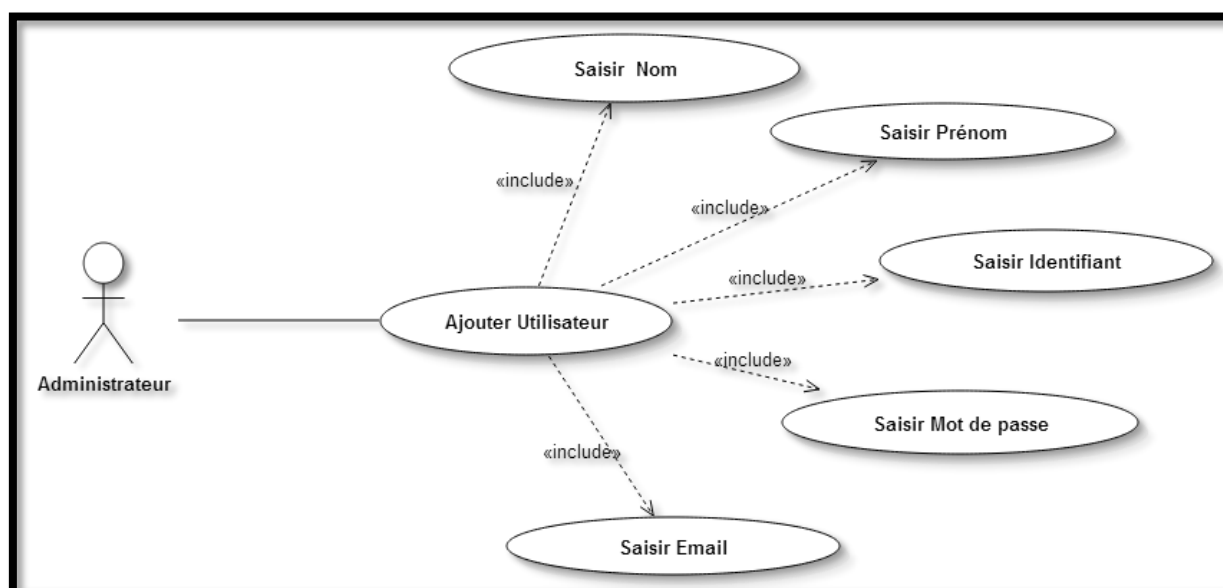 Saisir Nom
Saisir Prénom
«include»
«include»
Saisir Identifiant
«include»
Ajouter Utilisateur
«include»
Administrateur
Saisir Mot de passe
«include»
Saisir Email